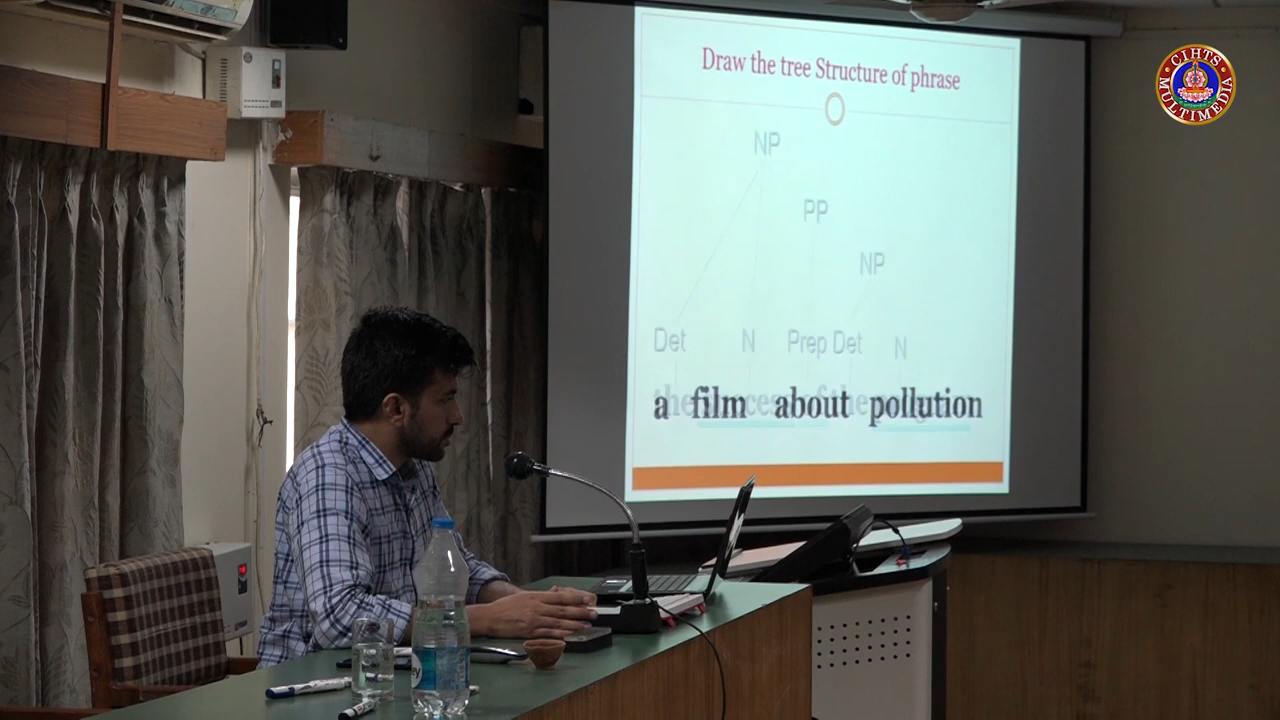 Draw the tree Structure of phrase
NP
PP
NP
Det N Prep Det N
a film about pollution
CIHTS
MULTIMEDIA